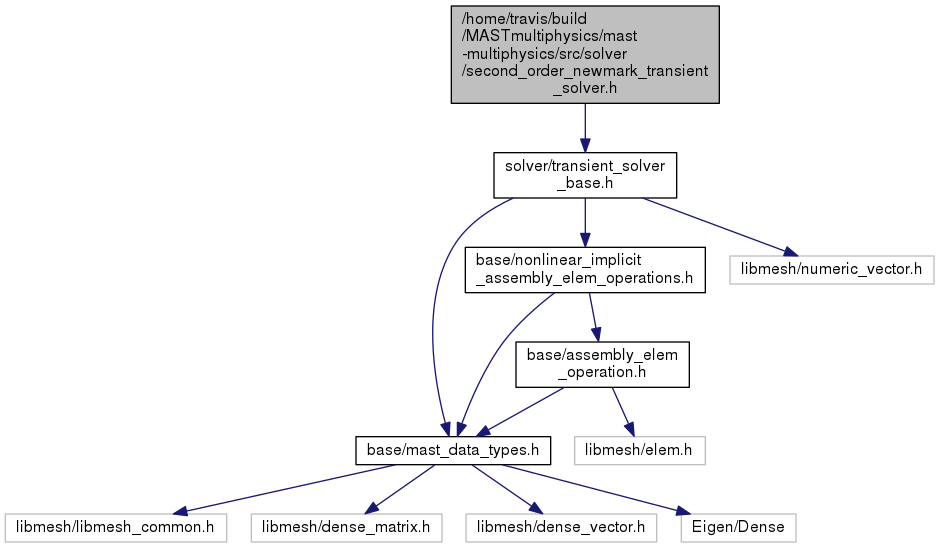 /home/travis/build
/MASTmultiphysics/mast
-multiphysics/src/solver
/second_order_newmark_transient
_solver.h
solver/transient_solver
_base.h
base/nonlinear_implicit
_assembly_elem_operations.h
libmesh/numeric_vector.h
base/assembly_elem
_operation.h
base/mast_data_types.h
libmesh/elem.h
libmesh/libmesh_common.h
libmesh/dense_matrix.h
libmesh/dense_vector.h
Eigen/Dense